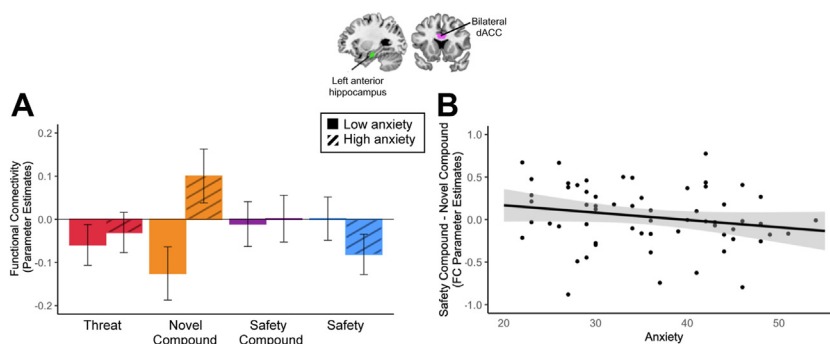 Bilateral
dACC
Left anterior
hippocampus
A
Low anxiety
High anxiety
Functional Connectivity
(Parameter Estimates)
0.2
0.1
0.0
-0.1
-0.2
Threat
Novel
Compound
Safety
Compound
Safety
B
Safety Compound - Novel Compound
(FC Parameter Estimates)
1.0
0.5
0.0
-0.5
-1.0
20
30
40
50
Anxiety